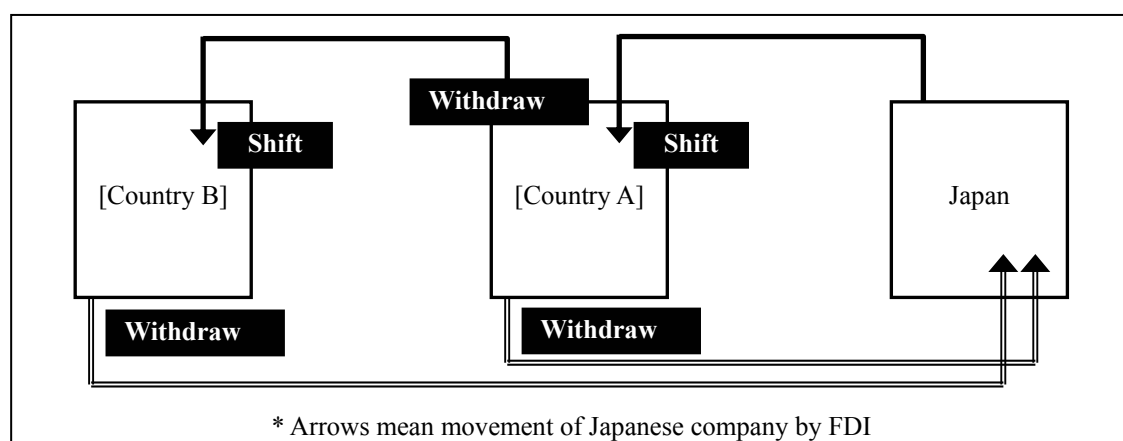 Withdraw
Shift
Shift
[Country B]
[Country A]
Japan
Withdraw
Withdraw
* Arrows mean movement of Japanese company by FDI